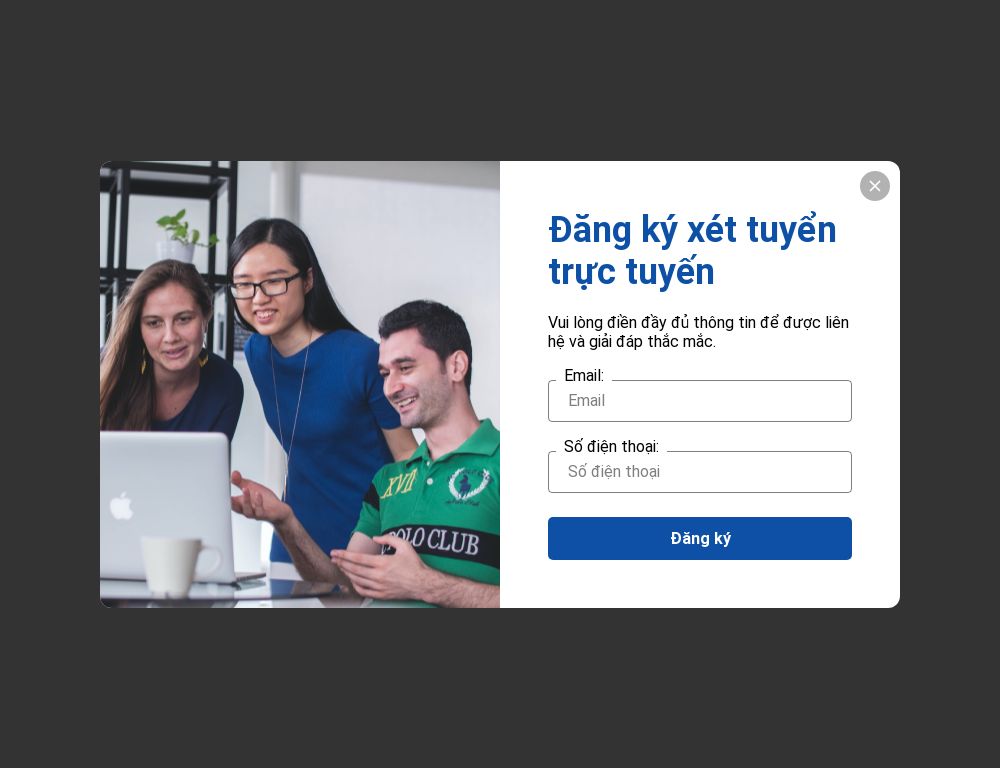 Đăng ký xét tuyển
trực tuyến
Vui lòng điền đầy đủ thông tin để được liên
hệ và giải đáp thắc mắc.
Email:
Email
Số điện thoại:
Số điện thoại
Đăng ký
XVII
POLO CLUB